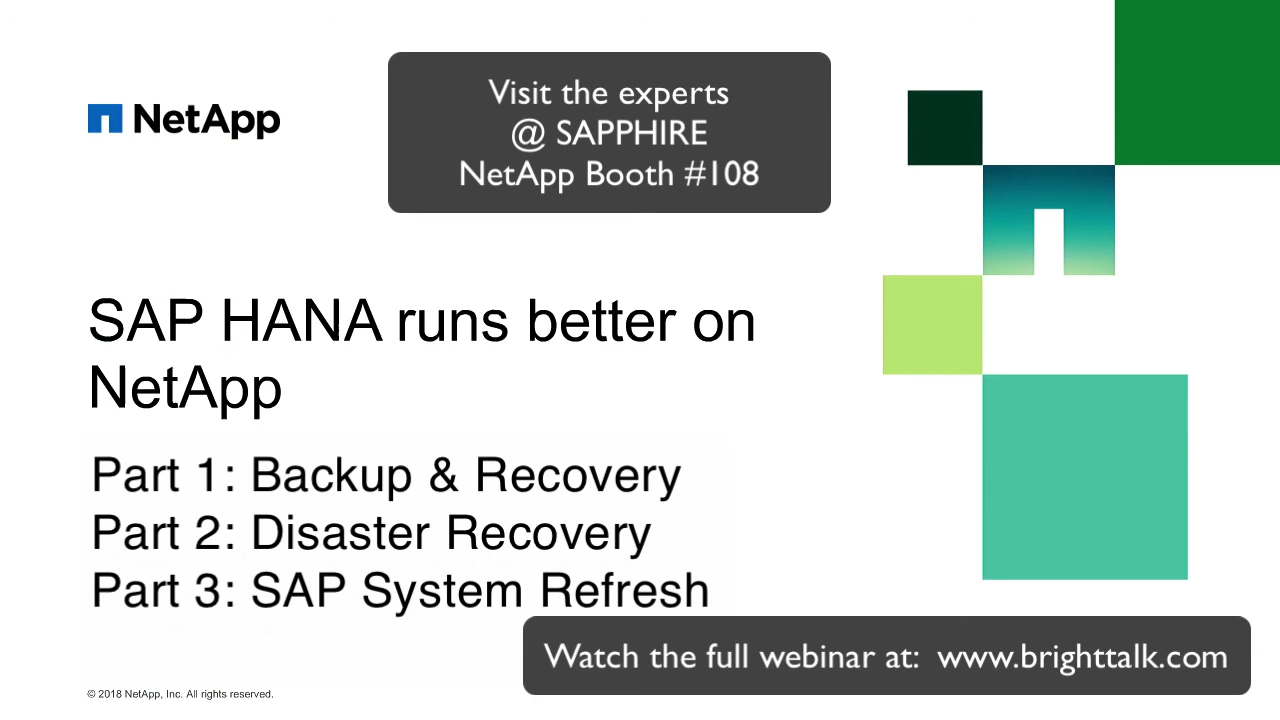 NetApp
Visit the experts
@ SAPPHIRE
NetApp Booth #108
SAP HANA runs better on
NetApp
Part 1: Backup & Recovery
Part 2: Disaster Recovery
Part 3: SAP System Refresh
Watch the full webinar at: www.brighttalk.com
© 2018 NetApp, Inc. All rights reserved.